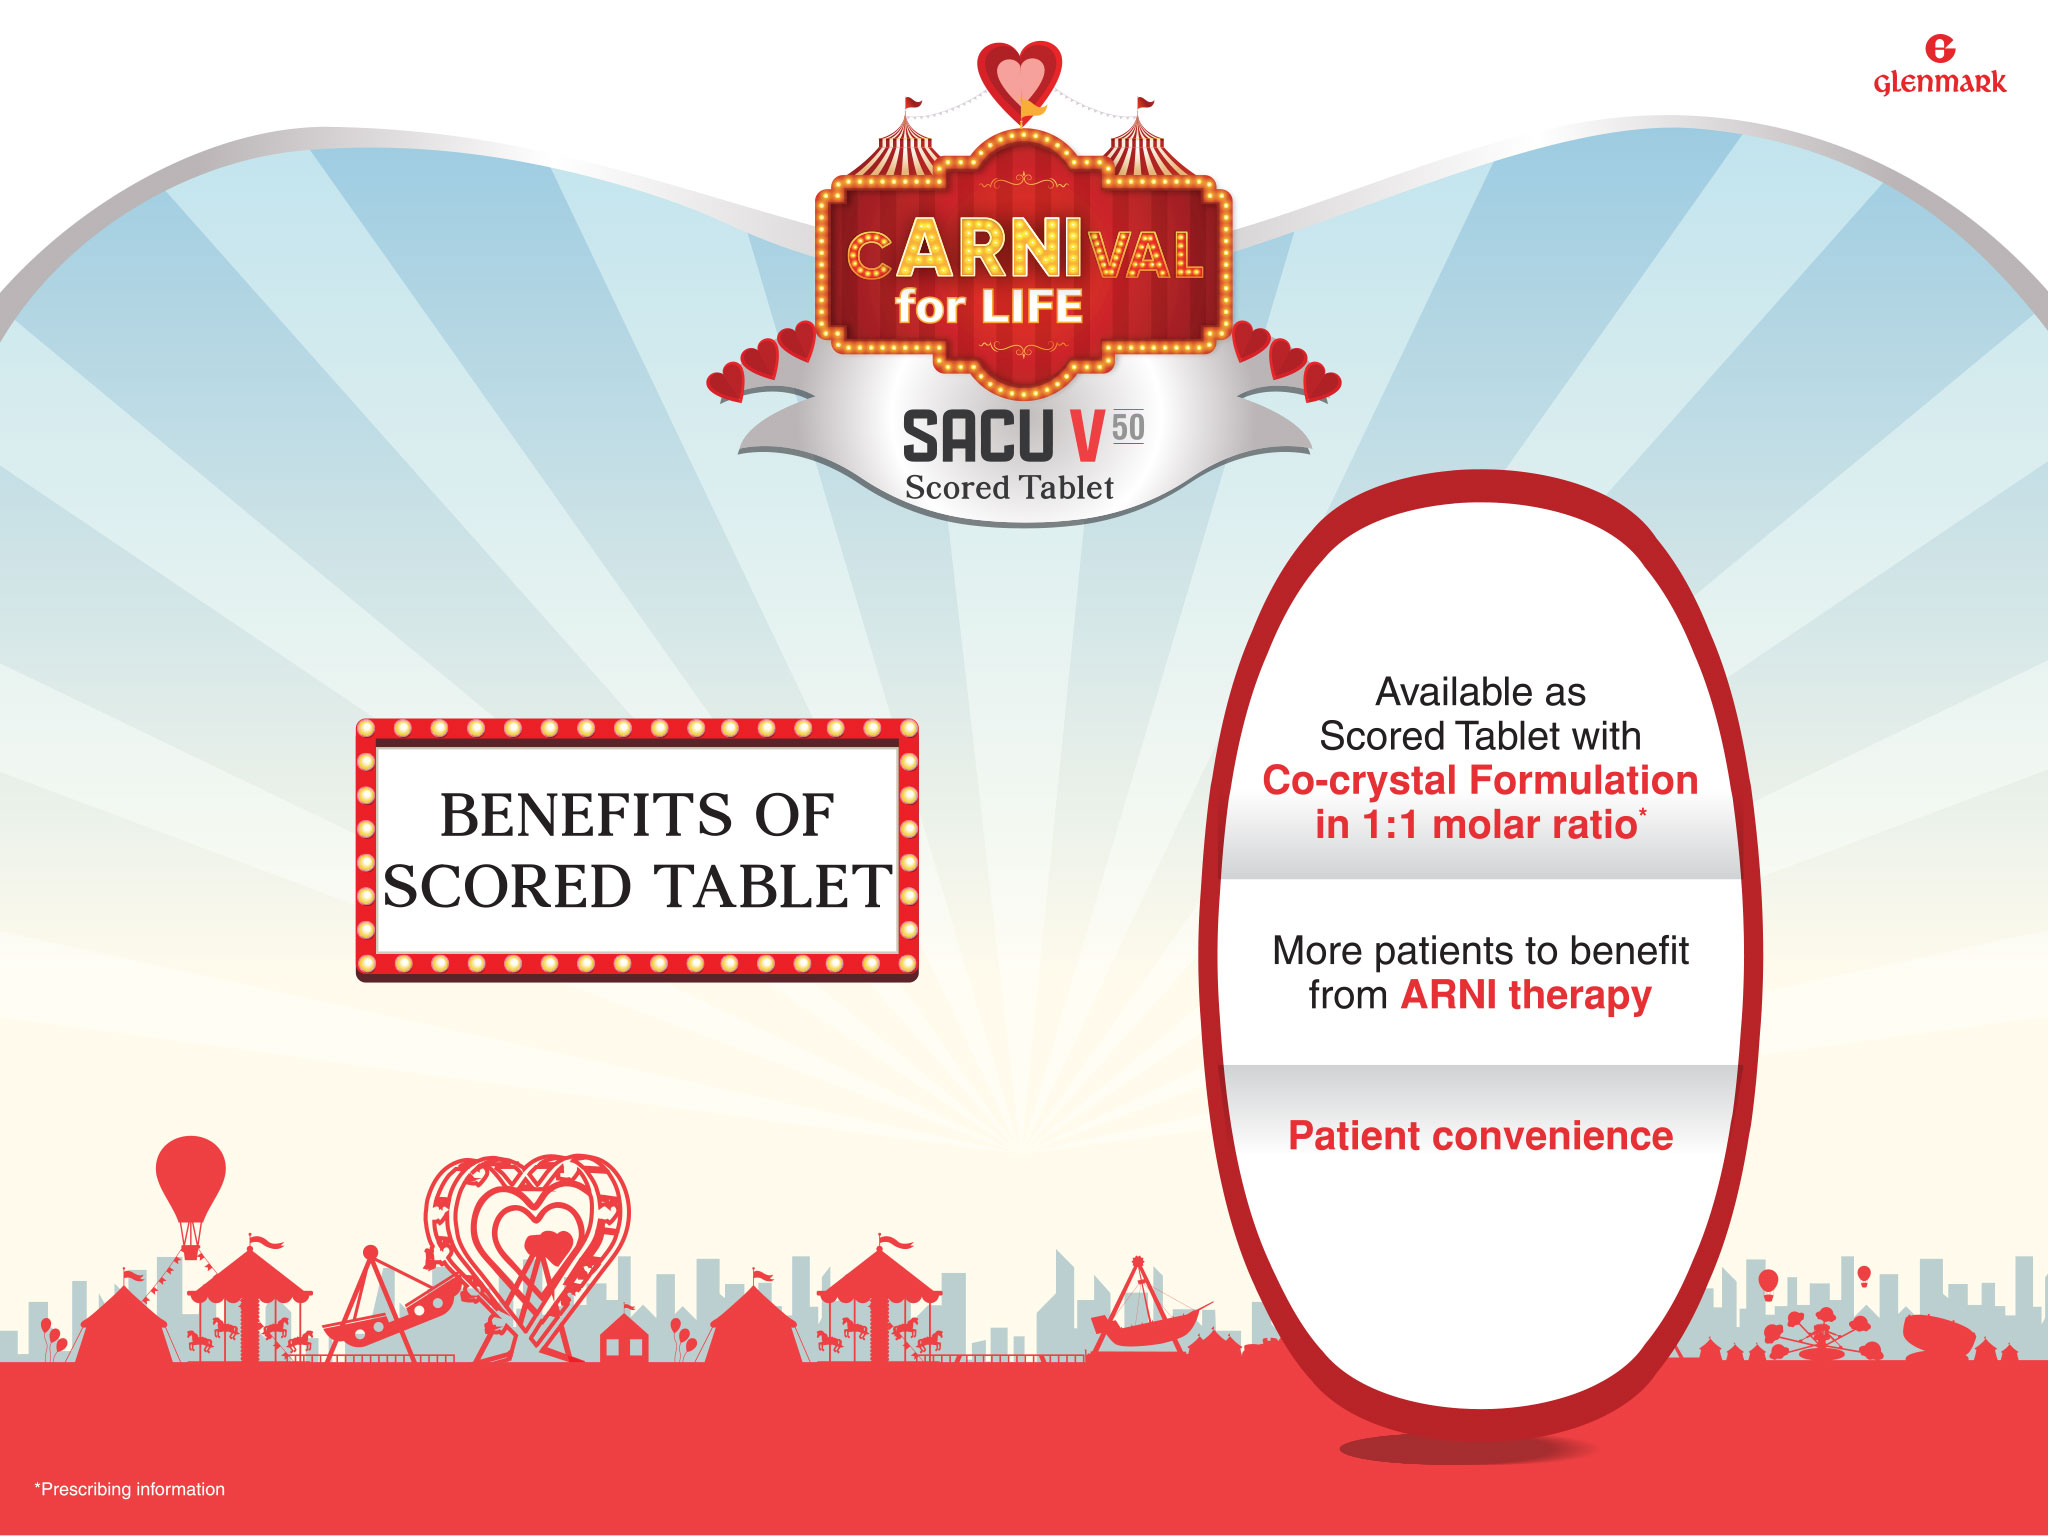 GLENMARK
CARNIVAL
for LIFE
SACU V 50
Scored Tablet
BENEFITS OF
SCORED TABLET
Available as
Scored Tablet with
Co-crystal Formulation
in 1:1 molar ratio*
More patients to benefit
from ARNI therapy
Patient convenience
*Prescribing information